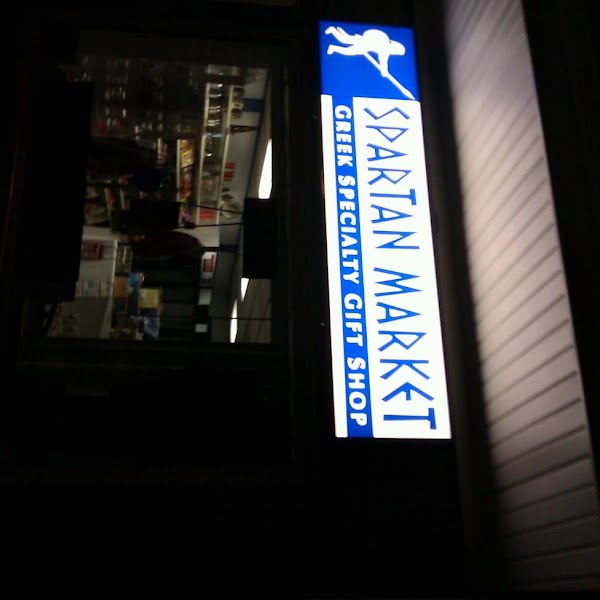 SPARTAN MARKET
GREEK SPECIALTY GIFT SHOP